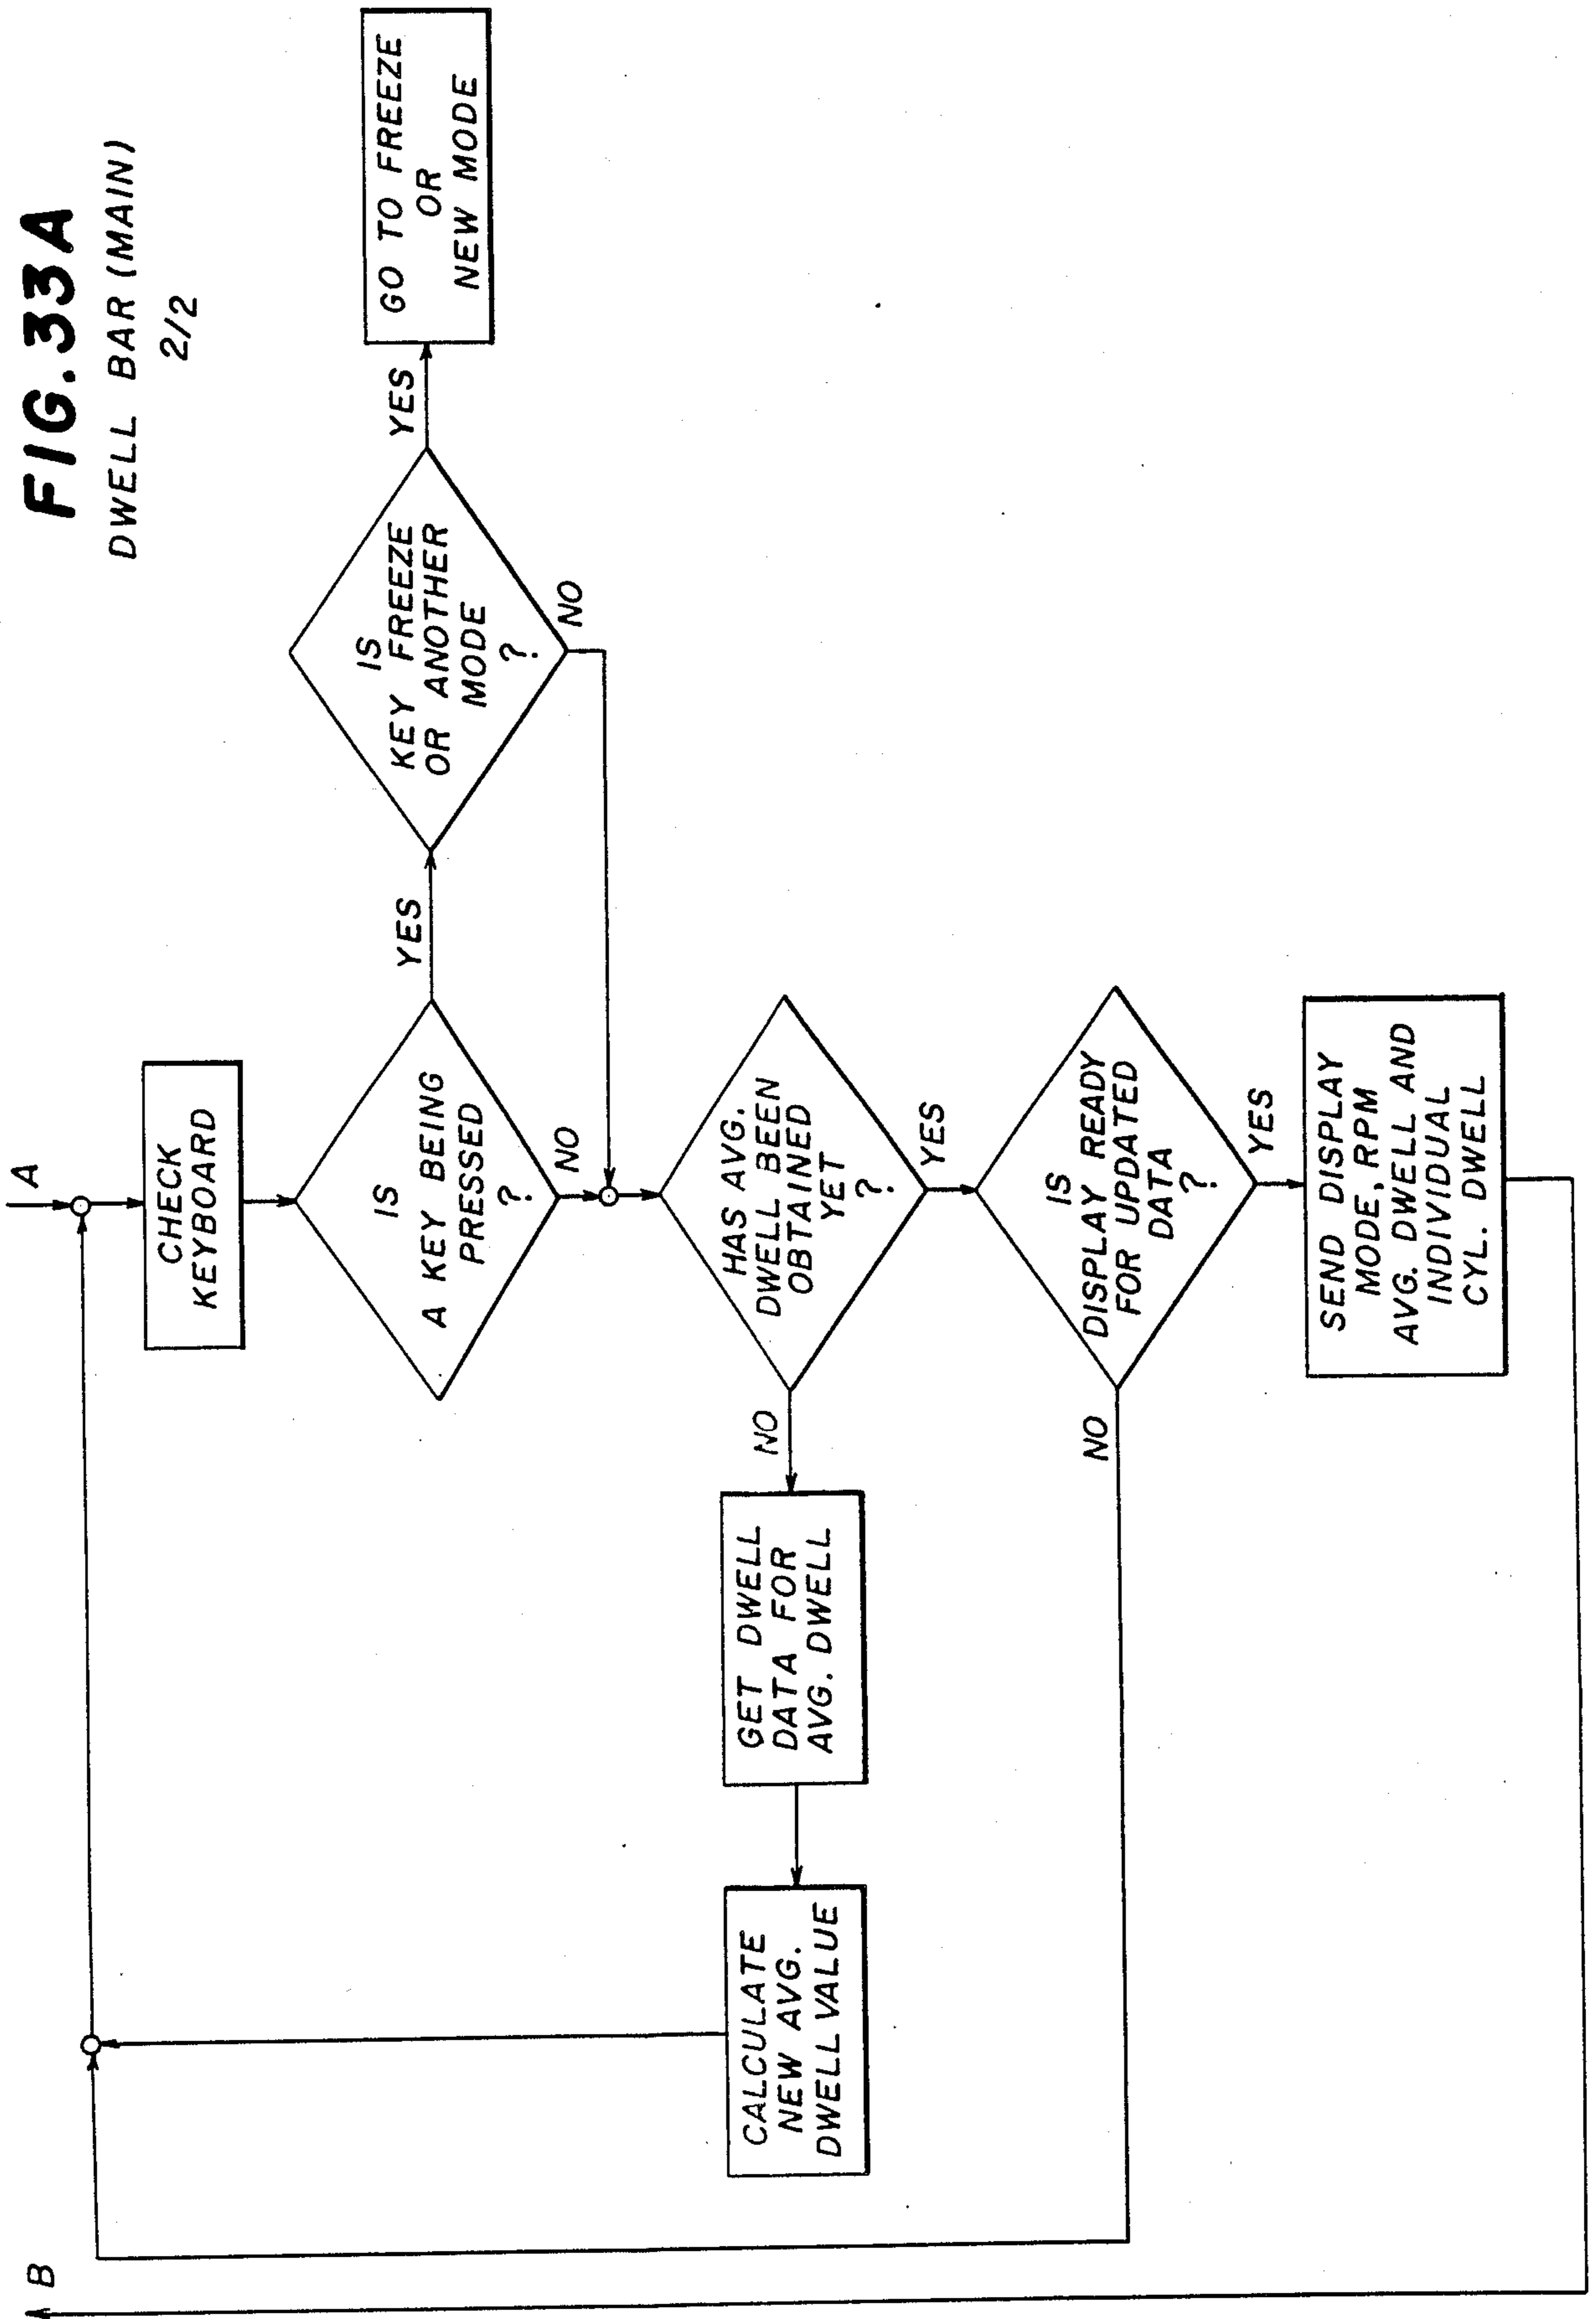 FIG.33A
DWELL BAR (MAIN)
2/2
A
CHECK
KEYBOARD
IS
A KEY BEING
PRESSED
?
YES
NO
IS
KEY FREEZE
OR ANOTHER
MODE
?
YES
NO
GO TO FREEZE
OR
NEW MODE
HAS AVG.
DWELL BEEN
OBTAINED
YET
?
NO
YES
GET DWELL
DATA FOR
AVG. DWELL
CALCULATE
NEW AVG.
DWELL VALUE
IS
DISPLAY READY
FOR UPDATED
DATA
?
NO
YES
SEND DISPLAY
MODE, RPM
AVG. DWELL AND
INDIVIDUAL
CYL. DWELL
B